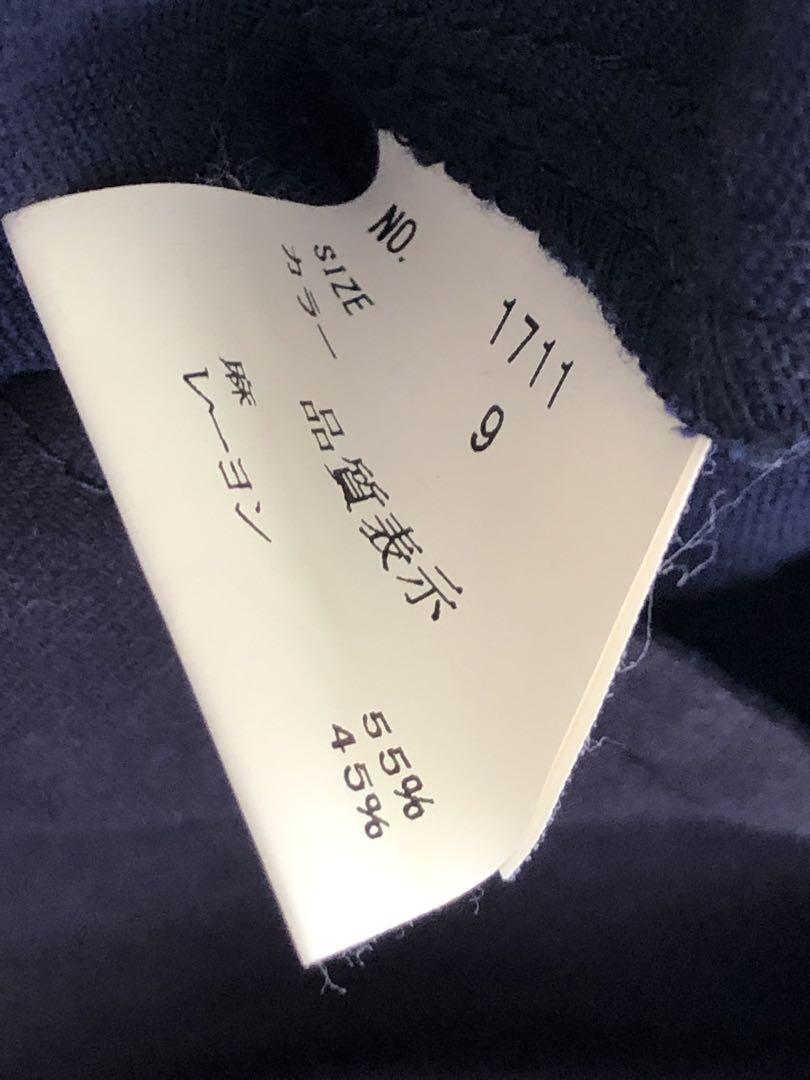 NO. 1711
SIZE 9
カラー
品質表示
麻 55%
レーヨン 45%